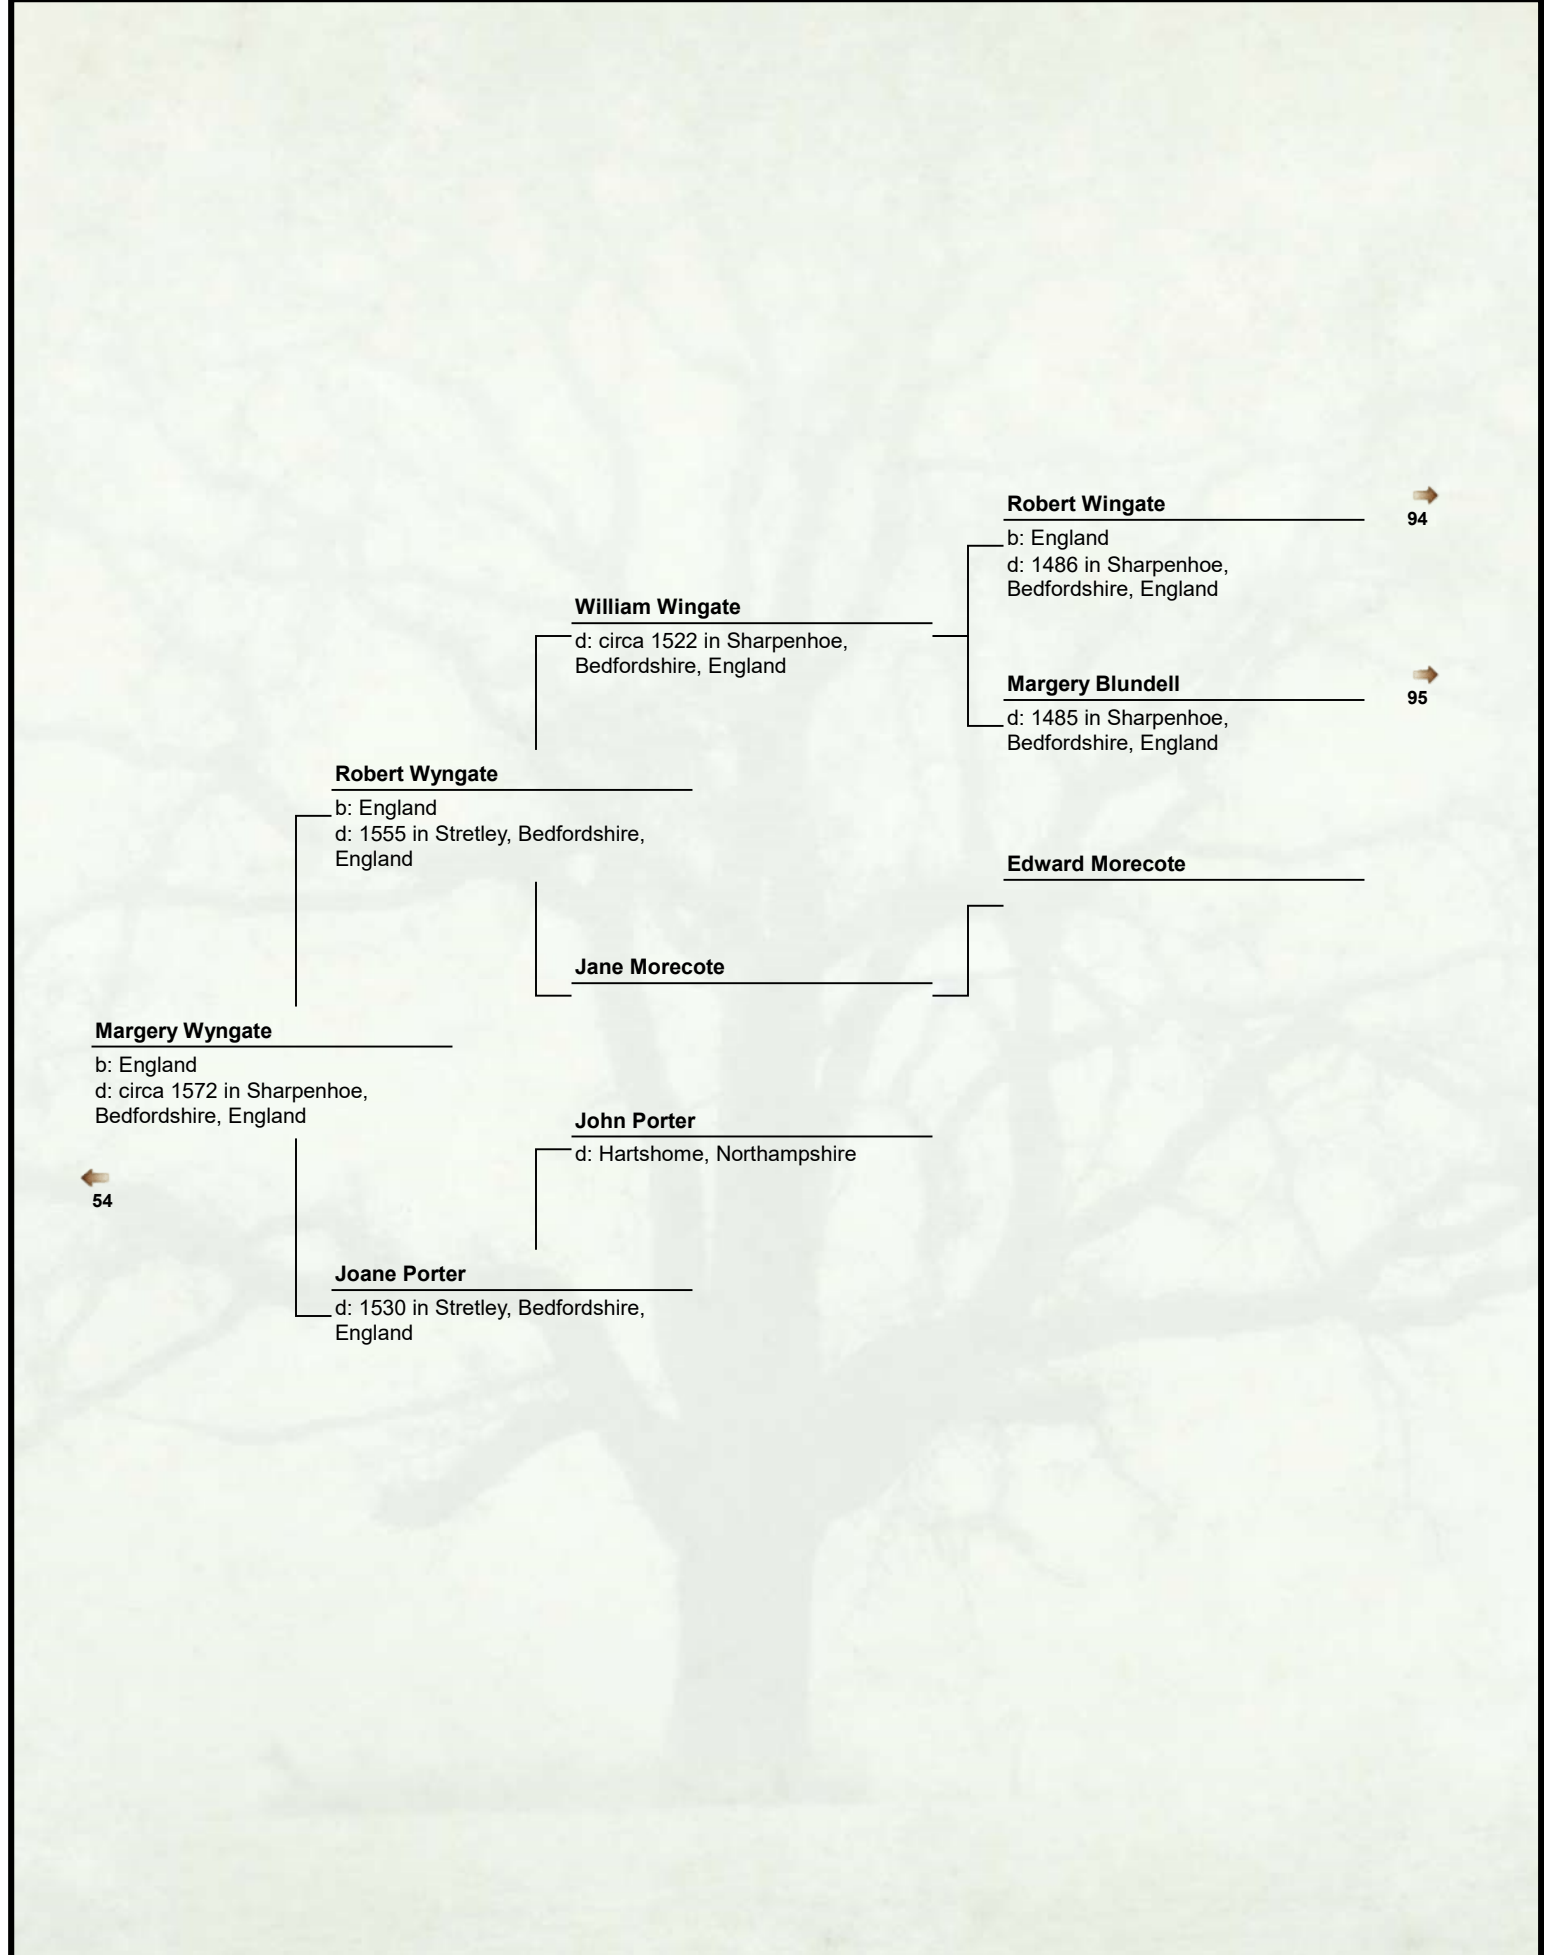 Robert Wingate
94
b: England
d: 1486 in Sharpenhoe,
Bedfordshire, England
William Wingate
d: circa 1522 in Sharpenhoe,
Bedfordshire, England
Margery Blundell
95
d: 1485 in Sharpenhoe,
Bedfordshire, England
Robert Wyngate
b: England
d: 1555 in Stretley, Bedfordshire,
England
Edward Morecote
Jane Morecote
Margery Wyngate
b: England
d: circa 1572 in Sharpenhoe,
Bedfordshire, England
John Porter
d: Hartshome, Northampshire
54
Joane Porter
d: 1530 in Stretley, Bedfordshire,
England